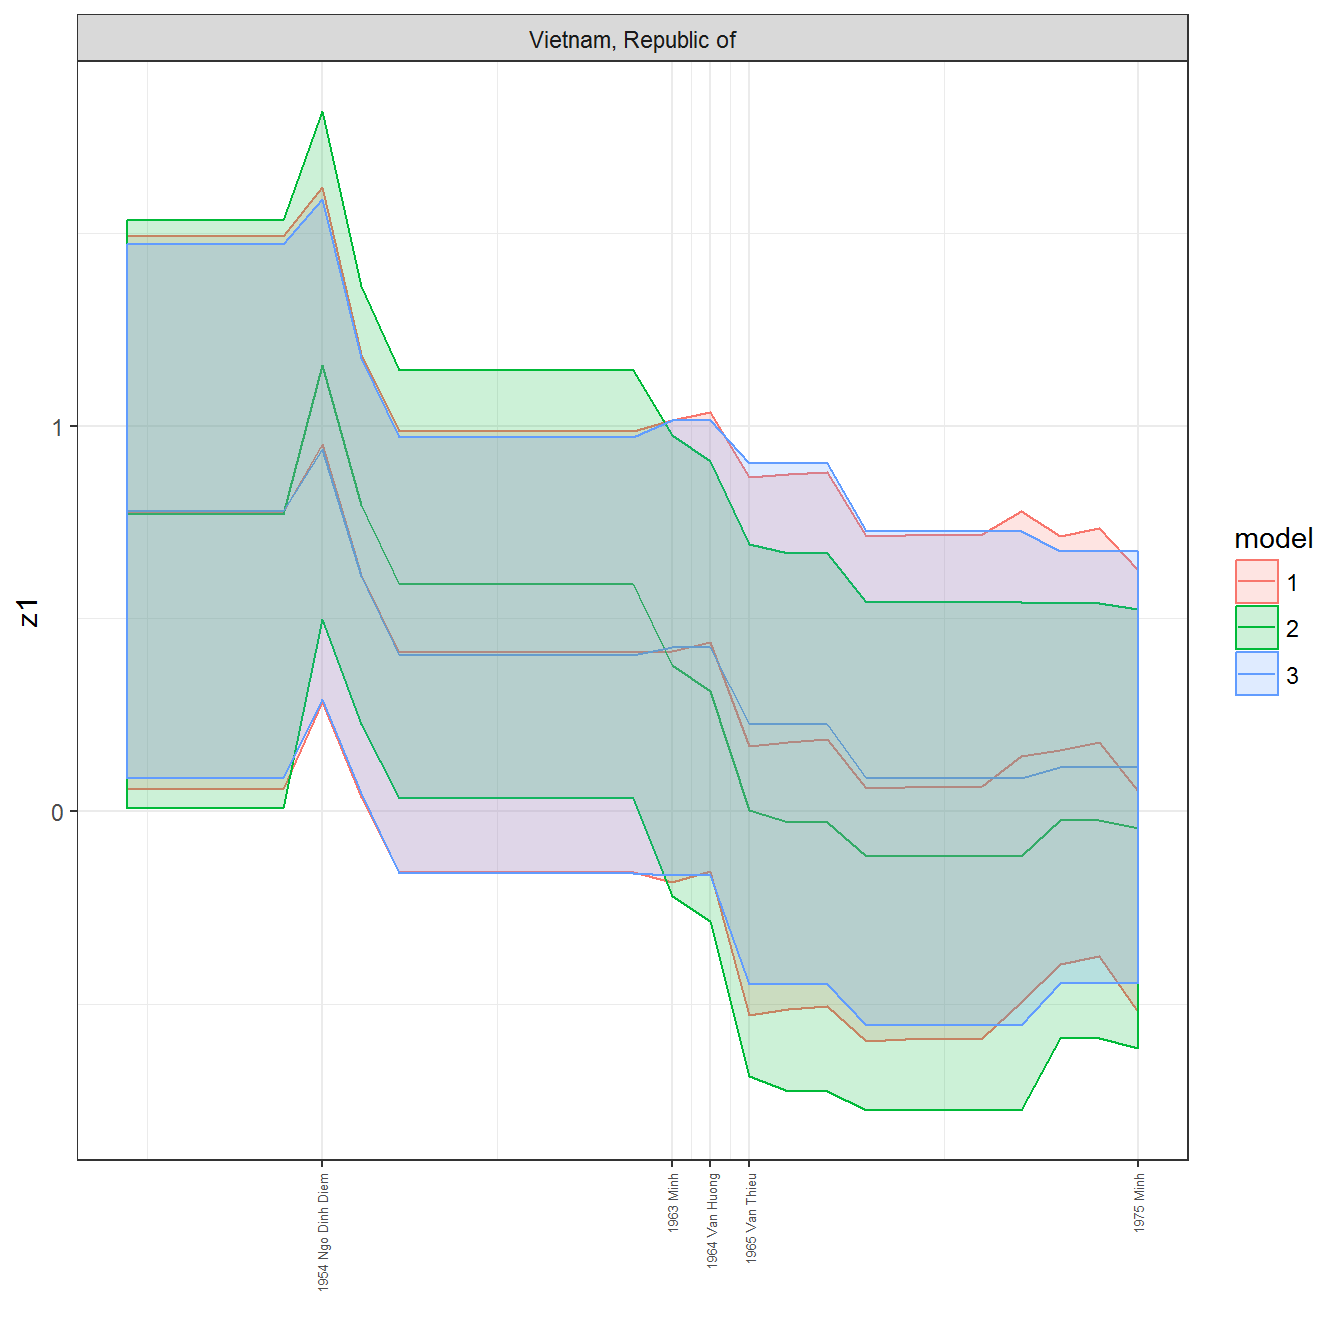 Vietnam, Republic of
z1
1
0
1954 Ngo Dinh Diem
1963 Minh
1964 Van Huong
1965 Van Thieu
1975 Minh
model
1
2
3